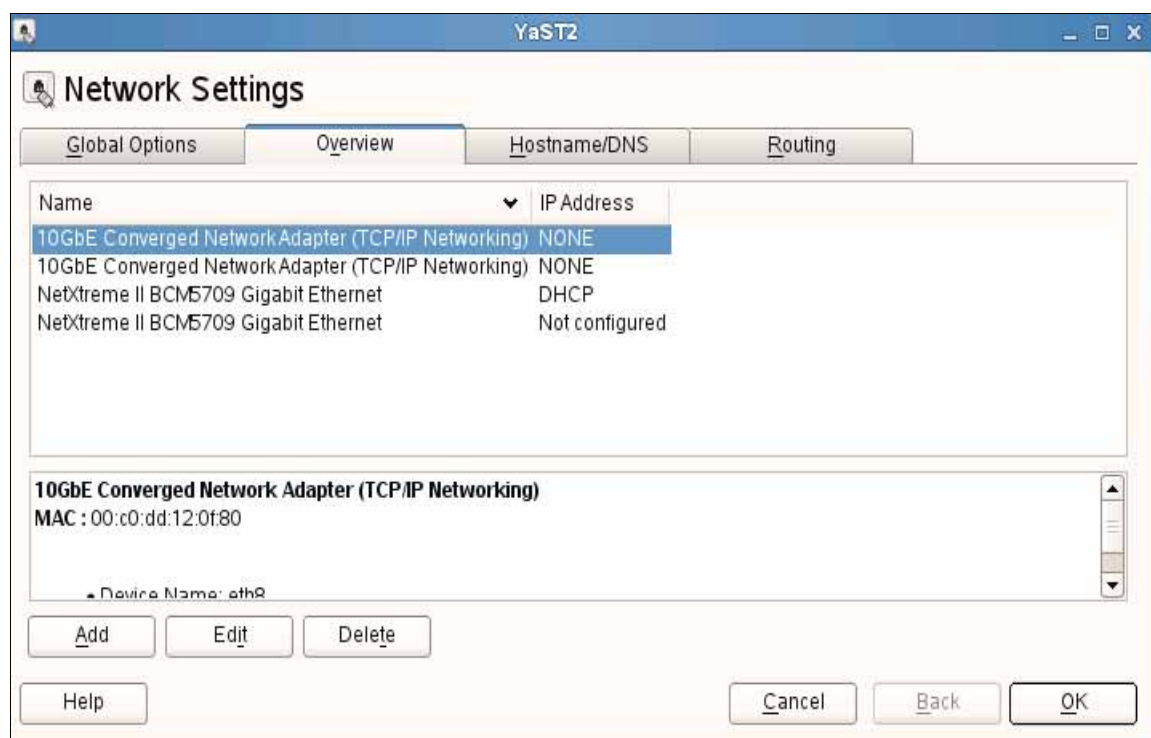 YaST2
Network Settings
Global Options Overview Hostname/DNS Routing
Name IP Address
10GbE Converged Network Adapter (TCP/IP Networking) NONE
10GbE Converged Network Adapter (TCP/IP Networking) NONE
NetXtreme II BCM5709 Gigabit Ethernet DHCP
NetXtreme II BCM5709 Gigabit Ethernet Not configured
10GbE Converged Network Adapter (TCP/IP Networking)
MAC : 00:c0:dd:12:0f:80
• Device Name: eth8
Add Edit Delete
Help Cancel Back OK